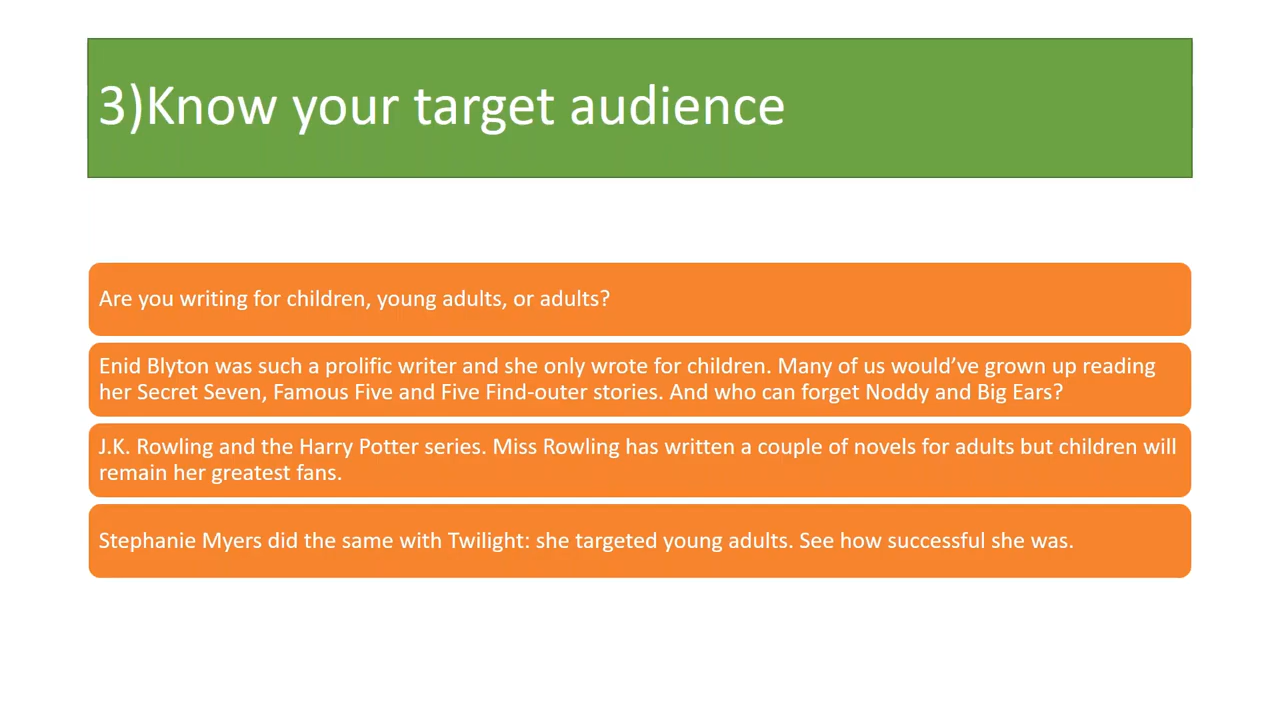 3)Know your target audience
Are you writing for children, young adults, or adults?
Enid Blyton was such a prolific writer and she only wrote for children. Many of us would’ve grown up reading
her Secret Seven, Famous Five and Five Find-outer stories. And who can forget Noddy and Big Ears?
J.K. Rowling and the Harry Potter series. Miss Rowling has written a couple of novels for adults but children will
remain her greatest fans.
Stephanie Myers did the same with Twilight: she targeted young adults. See how successful she was.